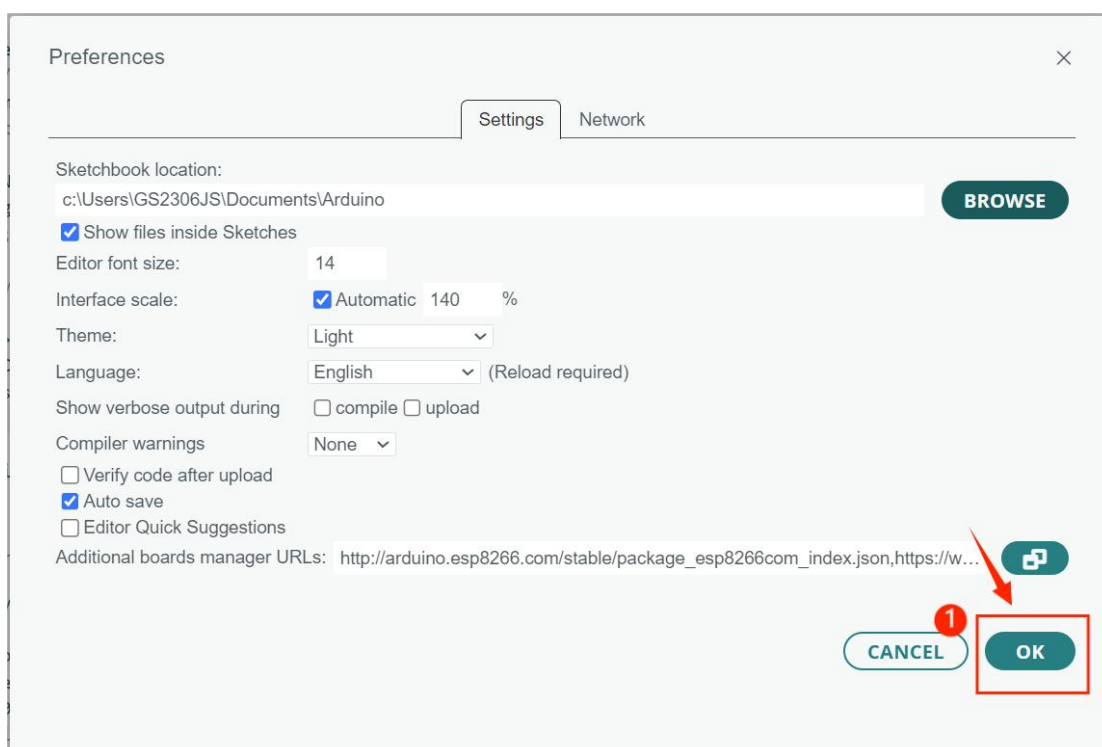 Preferences
Settings Network
Sketchbook location:
c:\Users\GS2306JS\Documents\Arduino
BROWSE
Show files inside Sketches
Editor font size: 14
Interface scale: Automatic 140 %
Theme: Light
Language: English (Reload required)
Show verbose output during compile upload
Compiler warnings None
Verify code after upload
Auto save
Editor Quick Suggestions
Additional boards manager URLs: http://arduino.esp8266.com/stable/package_esp8266com_index.json,https://w...
1
CANCEL OK